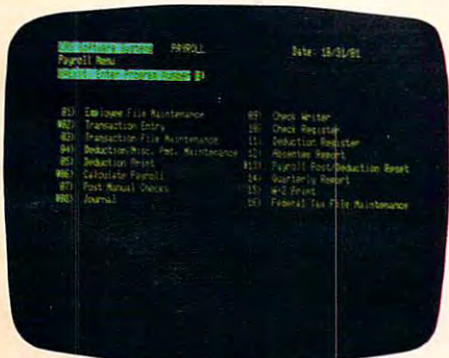 Software Systems PAYROLL Date: 10/31/81
Payroll Menu
Enter Program Number
01) Employee File Maintenance
02) Transaction Entry
03) Transaction File Maintenance
04) Deduction/Misc. Pmt. Maintenance
05) Deduction Print
06) Calculate Payroll
07) Post Manual Checks
08) Journal
09) Check Writer
10) Check Register
11) Deduction Register
12) Absentee Report
13) Payroll Post/Deduction Reset
14) Quarterly Report
15) W-2 Print
16) Federal Tax File Maintenance